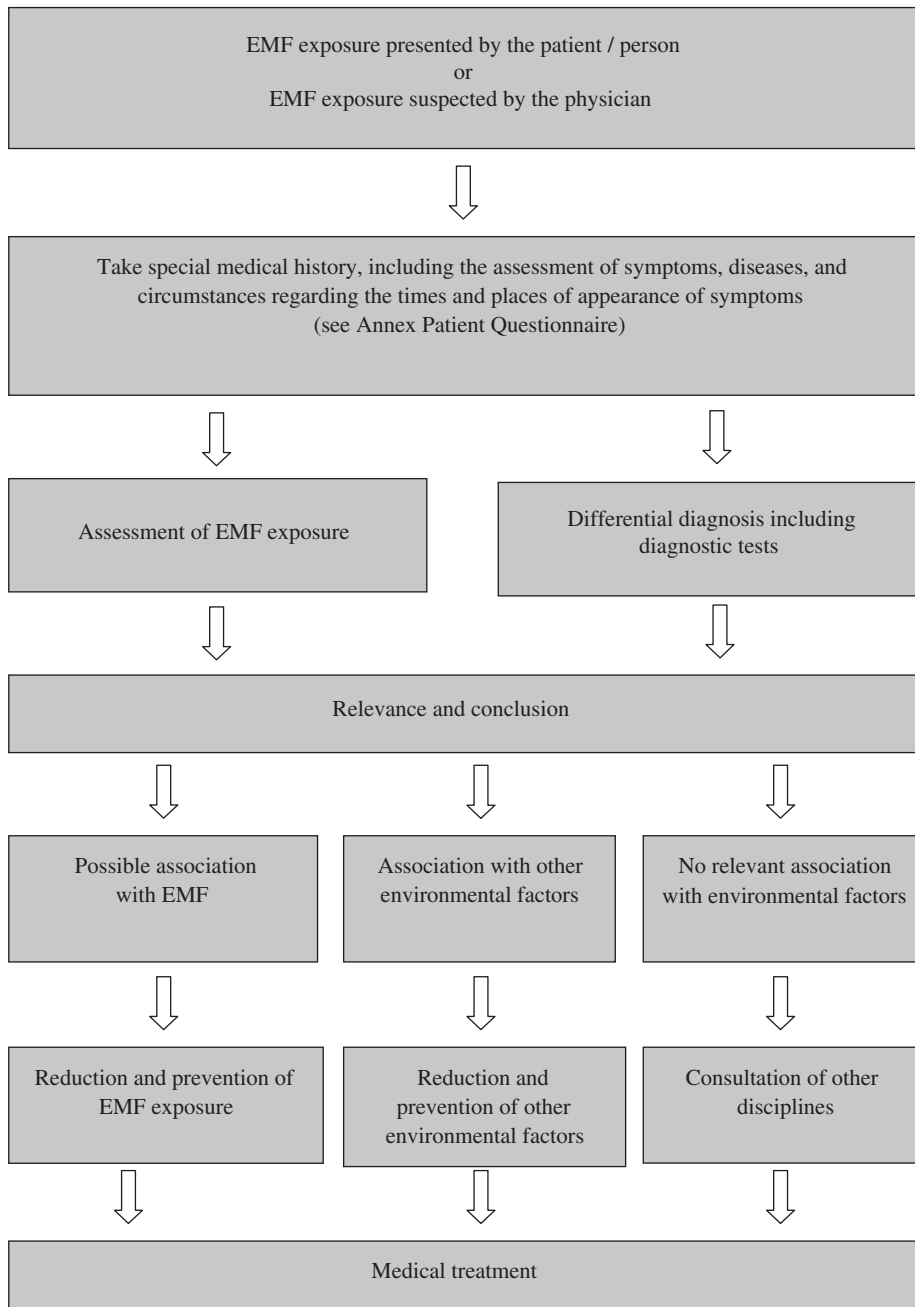 EMF exposure presented by the patient / person
or
EMF exposure suspected by the physician
Take special medical history, including the assessment of symptoms, diseases, and
circumstances regarding the times and places of appearance of symptoms
(see Annex Patient Questionnaire)
Assessment of EMF exposure
Differential diagnosis including
diagnostic tests
Relevance and conclusion
Possible association
with EMF
Association with other
environmental factors
No relevant association
with environmental factors
Reduction and prevention of
EMF exposure
Reduction and
prevention of other
environmental factors
Consultation of other
disciplines
Medical treatment